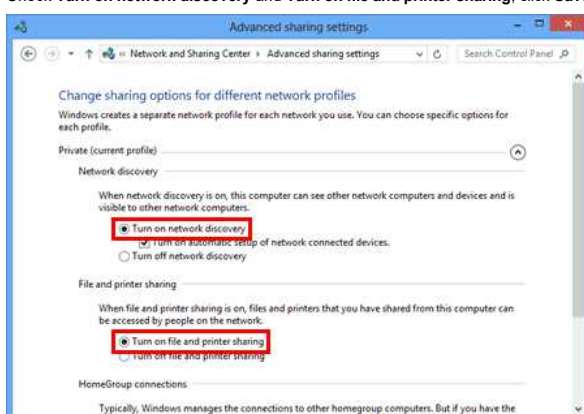 Check Turn on network discovery and Turn on file and printer sharing, click
Advanced sharing settings
« Network and Sharing Center › Advanced sharing settings
Search Control Panel
Change sharing options for different network profiles
Windows creates a separate network profile for each network you use. You can choose specific options for
each profile.
Private (current profile)
Network discovery
When network discovery is on, this computer can see other network computers and devices and is
visible to other network computers.
Turn on network discovery
Turn on automatic setup of network connected devices.
Turn off network discovery
File and printer sharing
When file and printer sharing is on, files and printers that you have shared from this computer can
be accessed by people on the network.
Turn on file and printer sharing
Turn off file and printer sharing
HomeGroup connections
Typically, Windows manages the connections to other homegroup computers. But if you have the